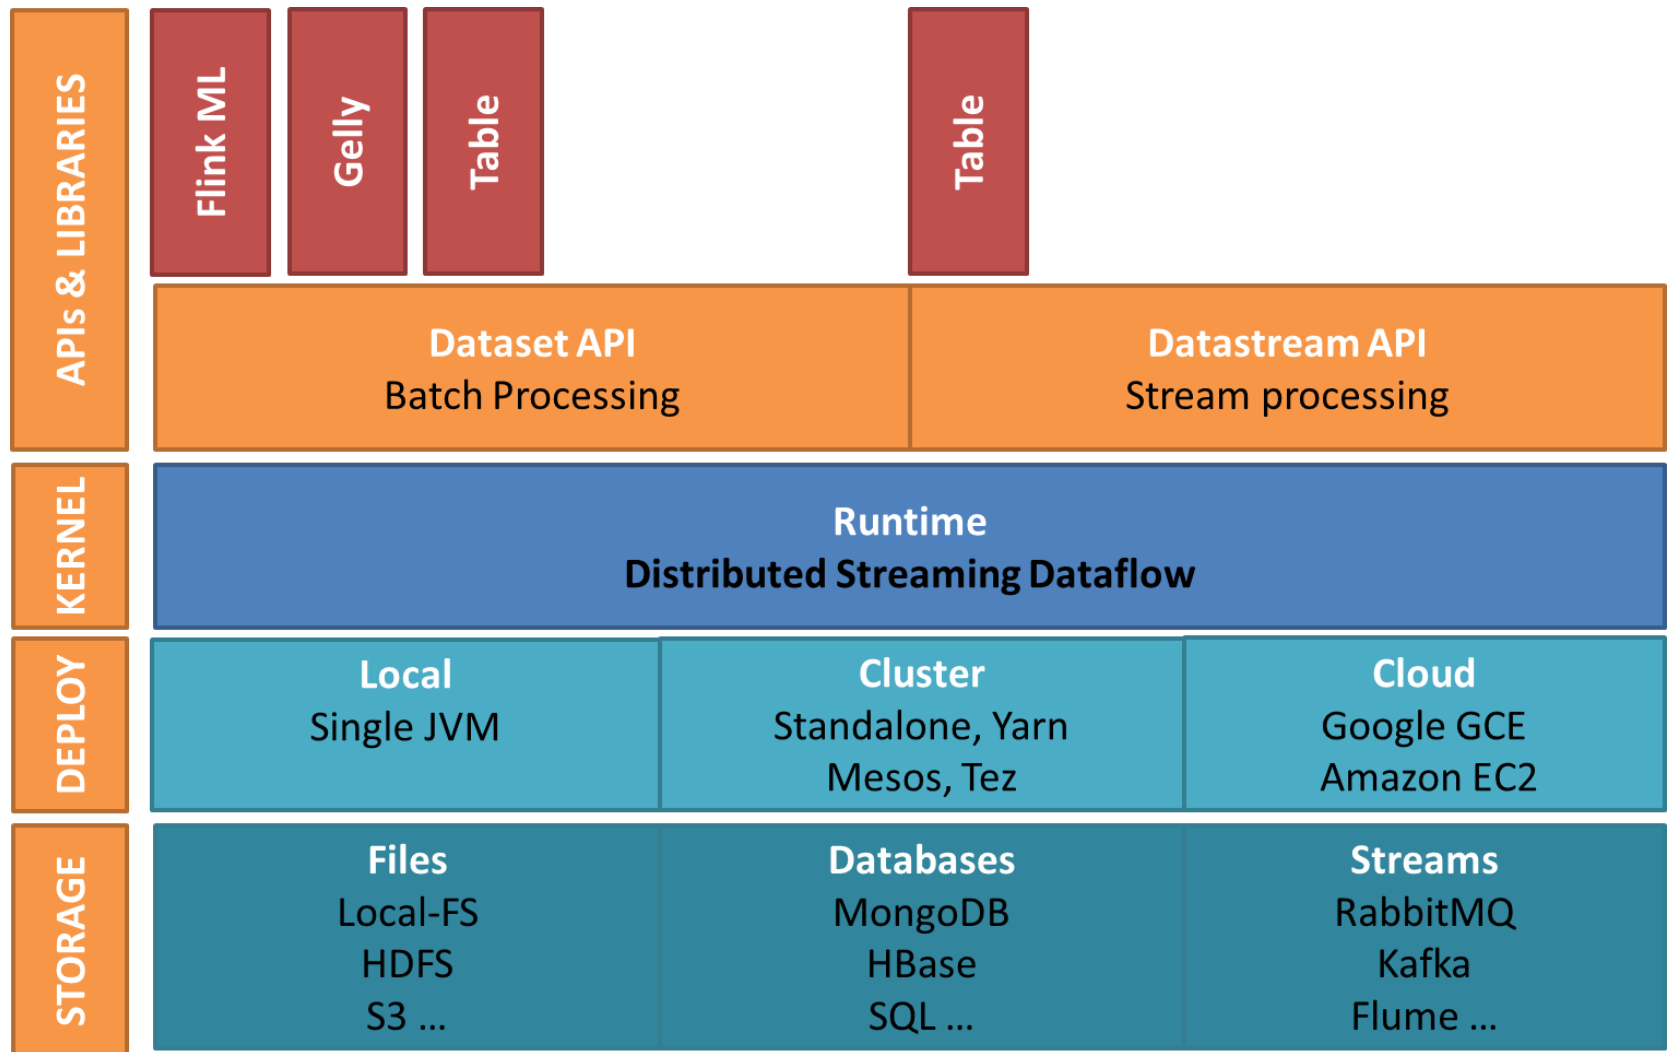 APIs & LIBRARIES
Flink ML
Gelly
Table
Table
Dataset API
Batch Processing
Datastream API
Stream processing
KERNEL
Runtime
Distributed Streaming Dataflow
DEPLOY
Local
Single JVM
Cluster
Standalone, Yarn
Mesos, Tez
Cloud
Google GCE
Amazon EC2
STORAGE
Files
Local-FS
HDFS
S3 ...
Databases
MongoDB
HBase
SQL ...
Streams
RabbitMQ
Kafka
Flume ...